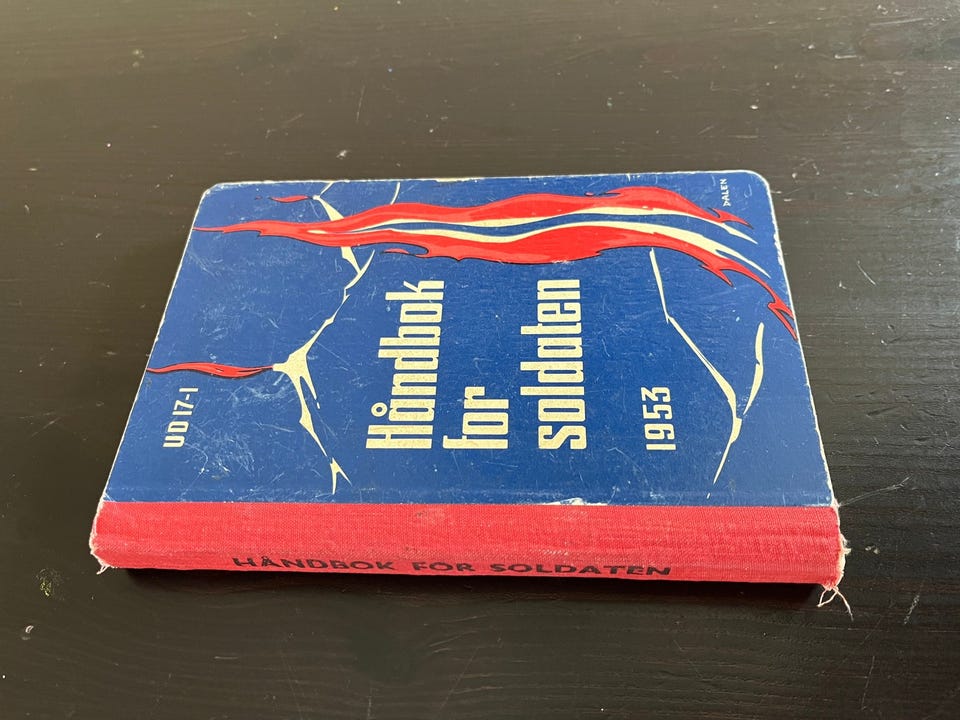 UD 17-1
Håndbok
for
soldaten
1953
DALEN
HÅNDBOK FOR SOLDATEN